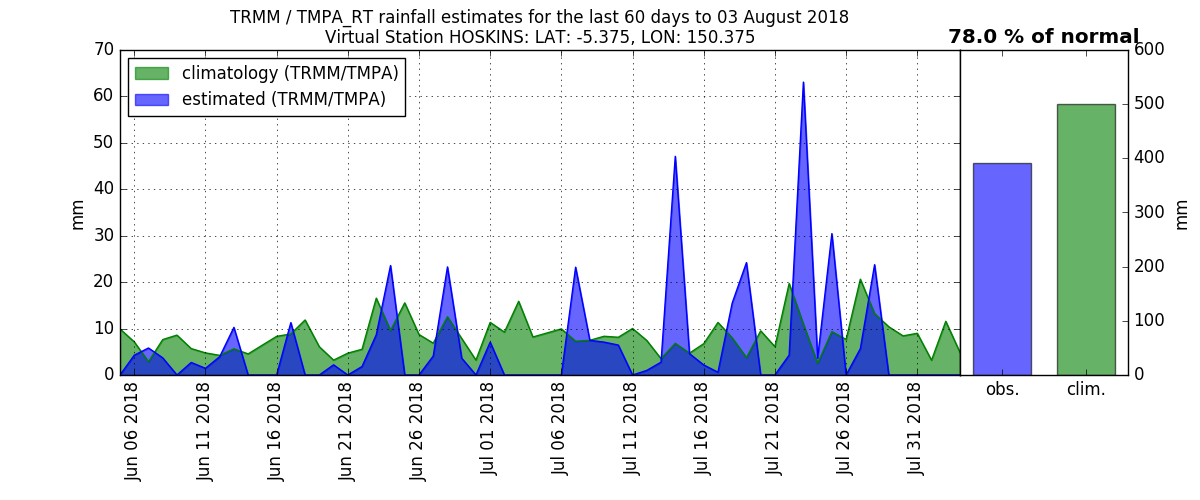 TRMM / TMPA_RT rainfall estimates for the last 60 days to 03 August 2018
Virtual Station HOSKINS: LAT: -5.375, LON: 150.375
78.0 % of normal
climatology (TRMM/TMPA)
estimated (TRMM/TMPA)
mm
70
60
50
40
30
20
10
0
Jun 06 2018
Jun 11 2018
Jun 16 2018
Jun 21 2018
Jun 26 2018
Jul 01 2018
Jul 06 2018
Jul 11 2018
Jul 16 2018
Jul 21 2018
Jul 26 2018
Jul 31 2018
obs.
clim.
600
500
400
300
200
100
0
mm